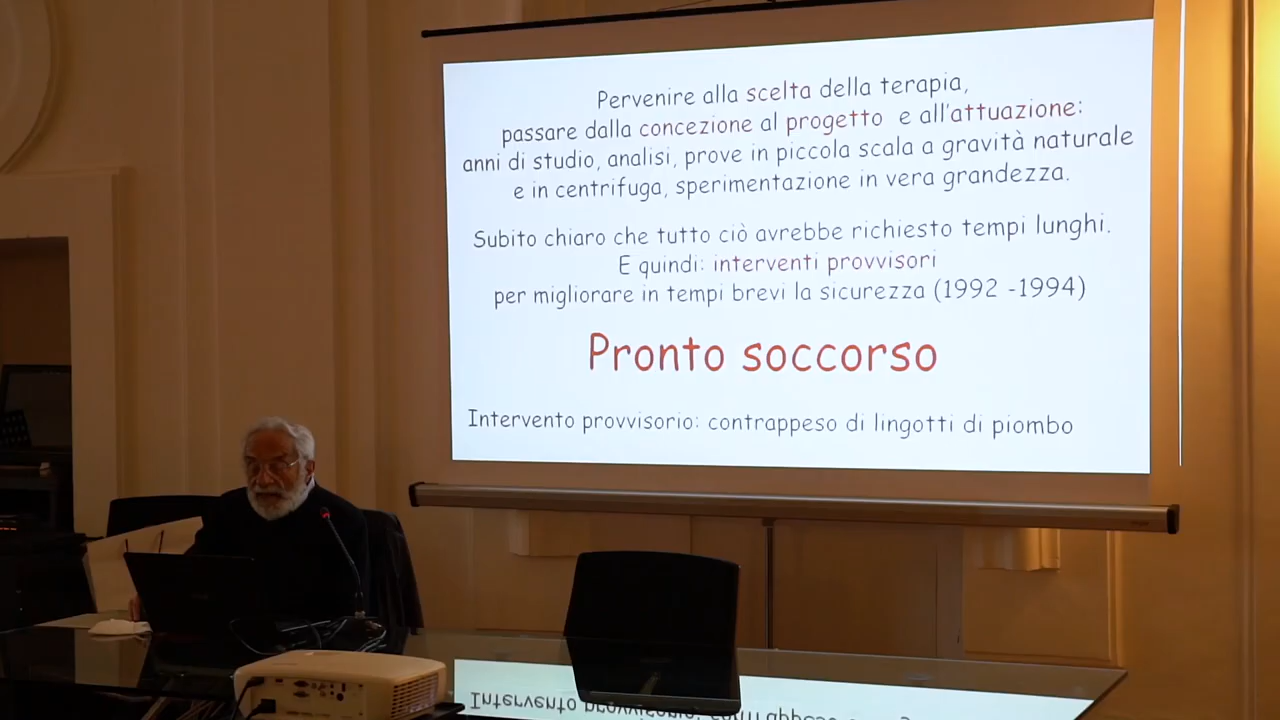 Pervenire alla scelta della terapia,
passare dalla concezione al progetto e all'attuazione:
anni di studio, analisi, prove in piccola scala a gravità naturale
e in centrifuga, sperimentazione in vera grandezza.
Subito chiaro che tutto ciò avrebbe richiesto tempi lunghi.
E quindi: interventi provvisori
per migliorare in tempi brevi la sicurezza (1992 -1994)
Pronto soccorso
Intervento provvisorio: contrappeso di lingotti di piombo